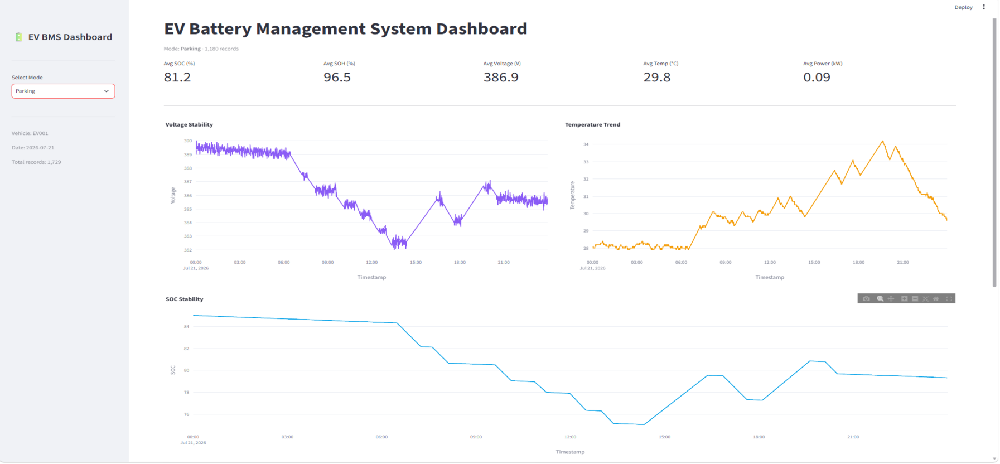 Deploy
EV BMS Dashboard
Select Mode
Parking
Vehicle: EV001
Date: 2026-07-21
Total records: 1,729
EV Battery Management System Dashboard
Mode: Parking · 1,180 records
Avg SOC (%)
81.2
Avg SOH (%)
96.5
Avg Voltage (V)
386.9
Avg Temp (°C)
29.8
Avg Power (kW)
0.09
Voltage Stability
Voltage
390
389
388
387
386
385
384
383
382
00:00
Jul 21, 2026
03:00
06:00
09:00
12:00
15:00
18:00
21:00
Timestamp
Temperature Trend
Temperature
34
33
32
31
30
29
28
00:00
Jul 21, 2026
03:00
06:00
09:00
12:00
15:00
18:00
21:00
Timestamp
SOC Stability
SOC
84
82
80
78
76
00:00
Jul 21, 2026
03:00
06:00
09:00
12:00
15:00
18:00
21:00
Timestamp